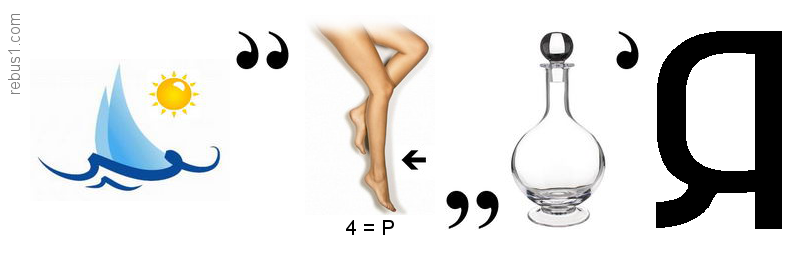 rebus1.com
,, ,, , Я
4 = Р